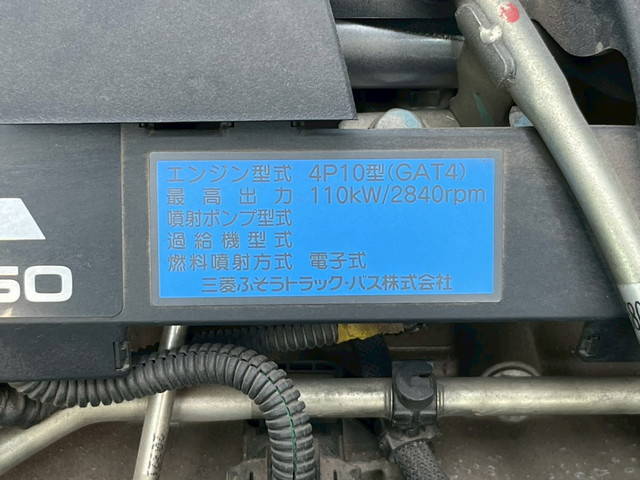 エンジン型式 4P10型(GAT4)
最高出力 110kW/2840rpm
噴射ポンプ型式
過給機型式
燃料噴射方式 電子式
三菱ふそうトラック・バス株式会社